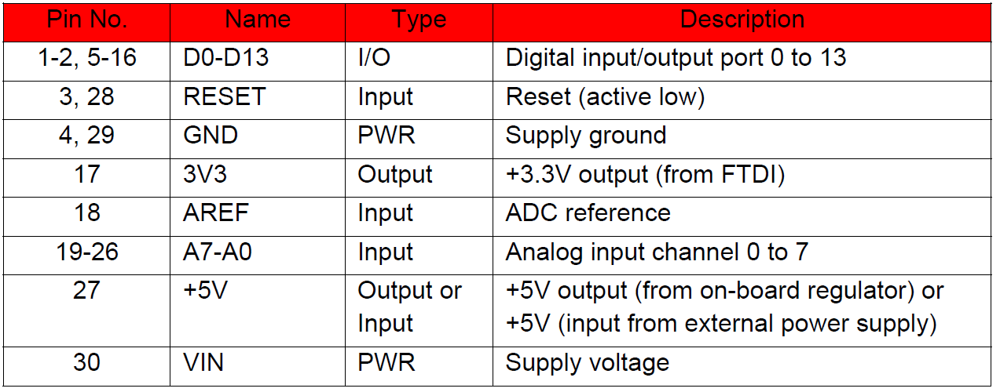 Pin No. Name Type Description
1-2, 5-16 D0-D13 I/O Digital input/output port 0 to 13
3, 28 RESET Input Reset (active low)
4, 29 GND PWR Supply ground
17 3V3 Output +3.3V output (from FTDI)
18 AREF Input ADC reference
19-26 A7-A0 Input Analog input channel 0 to 7
27 +5V Output or +5V output (from on-board regulator) or
Input +5V (input from external power supply)
30 VIN PWR Supply voltage